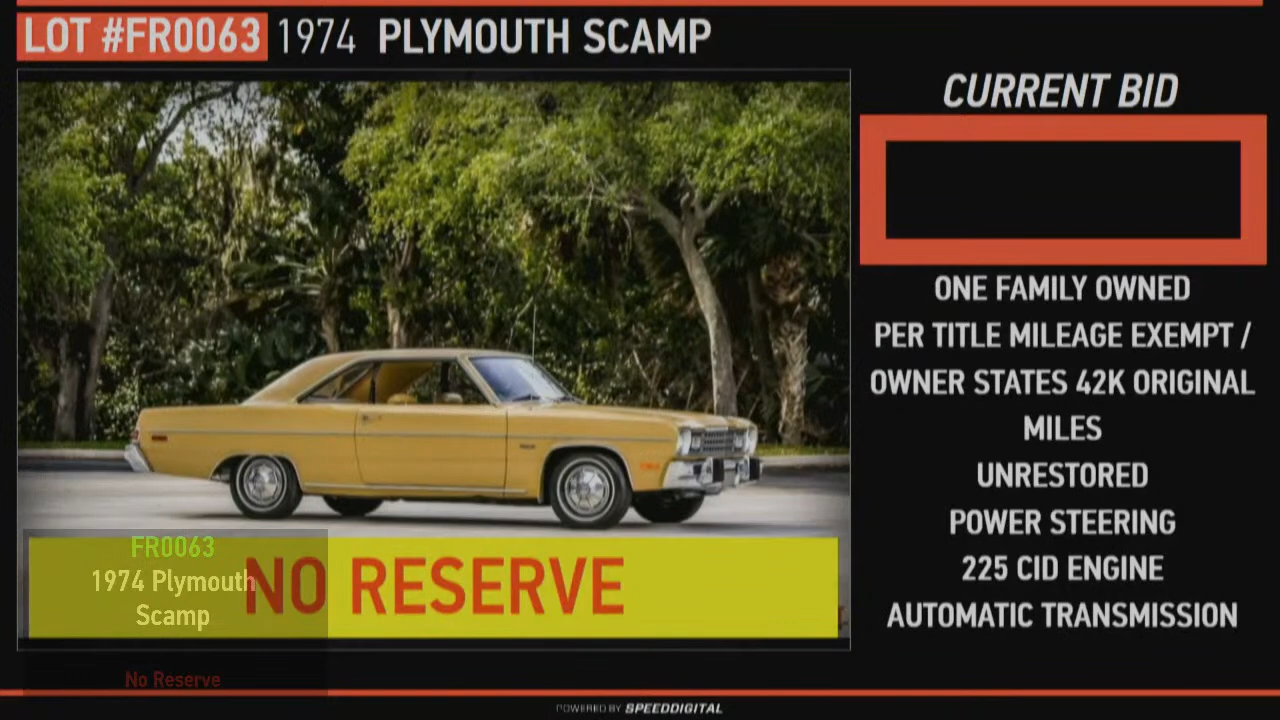 LOT #FR0063 1974 PLYMOUTH SCAMP
CURRENT BID
ONE FAMILY OWNED
PER TITLE MILEAGE EXEMPT /
OWNER STATES 42K ORIGINAL
MILES
UNRESTORED
POWER STEERING
225 CID ENGINE
AUTOMATIC TRANSMISSION
NO RESERVE
FR0063
1974 Plymouth
Scamp
No Reserve
POWERED BY SPEEDDIGITAL